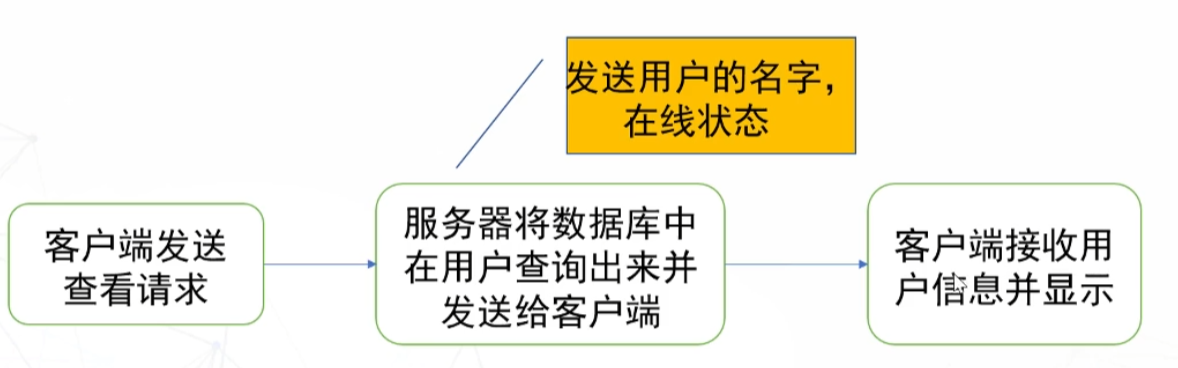 发送用户的名字，
在线状态
客户端发送
查看请求
服务器将数据库中
在用户查询出来并
发送给客户端
客户端接收用
户信息并显示